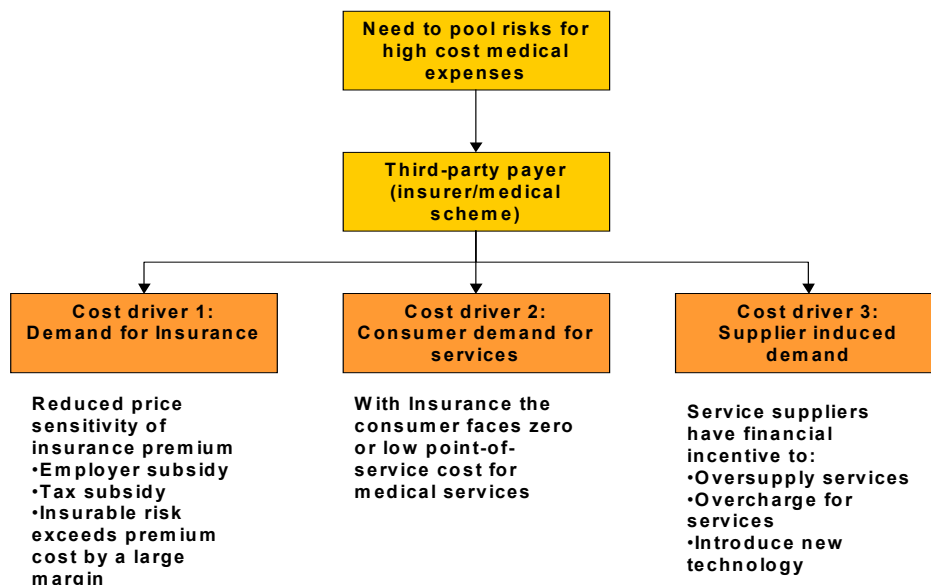 Need to pool risks for
high cost medical
expenses
Third-party payer
(insurer/medical
scheme)
Cost driver 1:
Demand for Insurance
Cost driver 2:
Consumer demand for
services
Cost driver 3:
Supplier induced
demand
Reduced price
sensitivity of
insurance premium
•Employer subsidy
•Tax subsidy
•Insurable risk
exceeds premium
cost by a large
margin
With Insurance the
consumer faces zero
or low point-of-
service cost for
medical services
Service suppliers
have financial
incentive to:
•Oversupply services
•Overcharge for
services
•Introduce new
technology